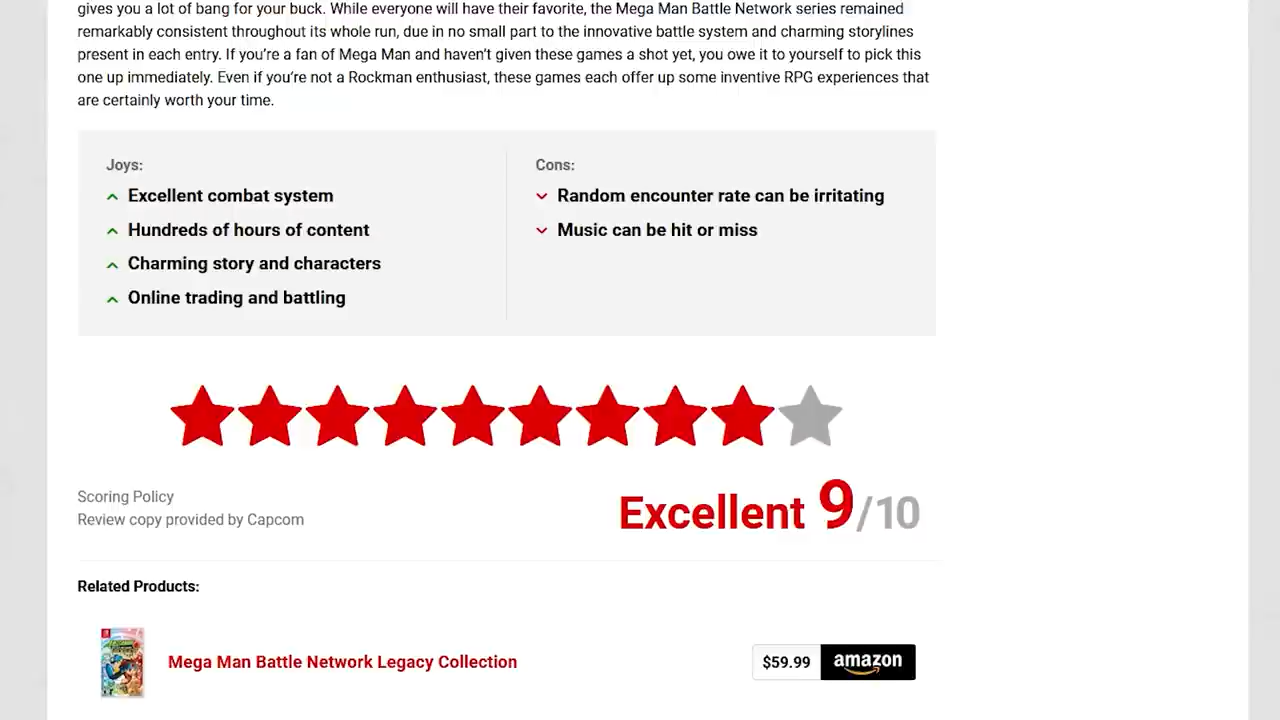 gives you a lot of bang for your buck. While everyone will have their favorite, the Mega Man Battle Network series remained
remarkably consistent throughout its whole run, due in no small part to the innovative battle system and charming storylines
present in each entry. If you're a fan of Mega Man and haven't given these games a shot yet, you owe it to yourself to pick this
one up immediately. Even if you're not a Rockman enthusiast, these games each offer up some inventive RPG experiences that
are certainly worth your time.
Joys:
Excellent combat system
Hundreds of hours of content
Charming story and characters
Online trading and battling
Cons:
Random encounter rate can be irritating
Music can be hit or miss
Scoring Policy
Review copy provided by Capcom
Excellent 9/10
Related Products:
Mega Man Battle Network Legacy Collection
$59.99 amazon